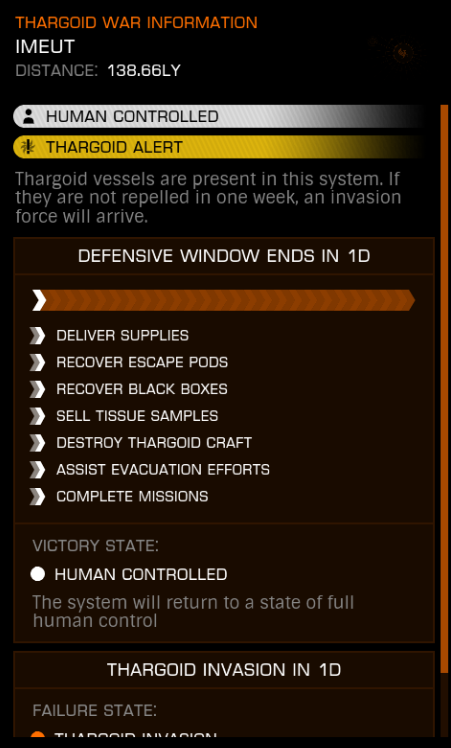 THARGOID WAR INFORMATION
IMEUT
DISTANCE: 138.66LY
HUMAN CONTROLLED
THARGOID ALERT
Thargoid vessels are present in this system. If
they are not repelled in one week, an invasion
force will arrive.
DEFENSIVE WINDOW ENDS IN 1D
DELIVER SUPPLIES
RECOVER ESCAPE PODS
RECOVER BLACK BOXES
SELL TISSUE SAMPLES
DESTROY THARGOID CRAFT
ASSIST EVACUATION EFFORTS
COMPLETE MISSIONS
VICTORY STATE:
HUMAN CONTROLLED
The system will return to a state of full
human control
THARGOID INVASION IN 1D
FAILURE STATE:
THARGOID INVASION